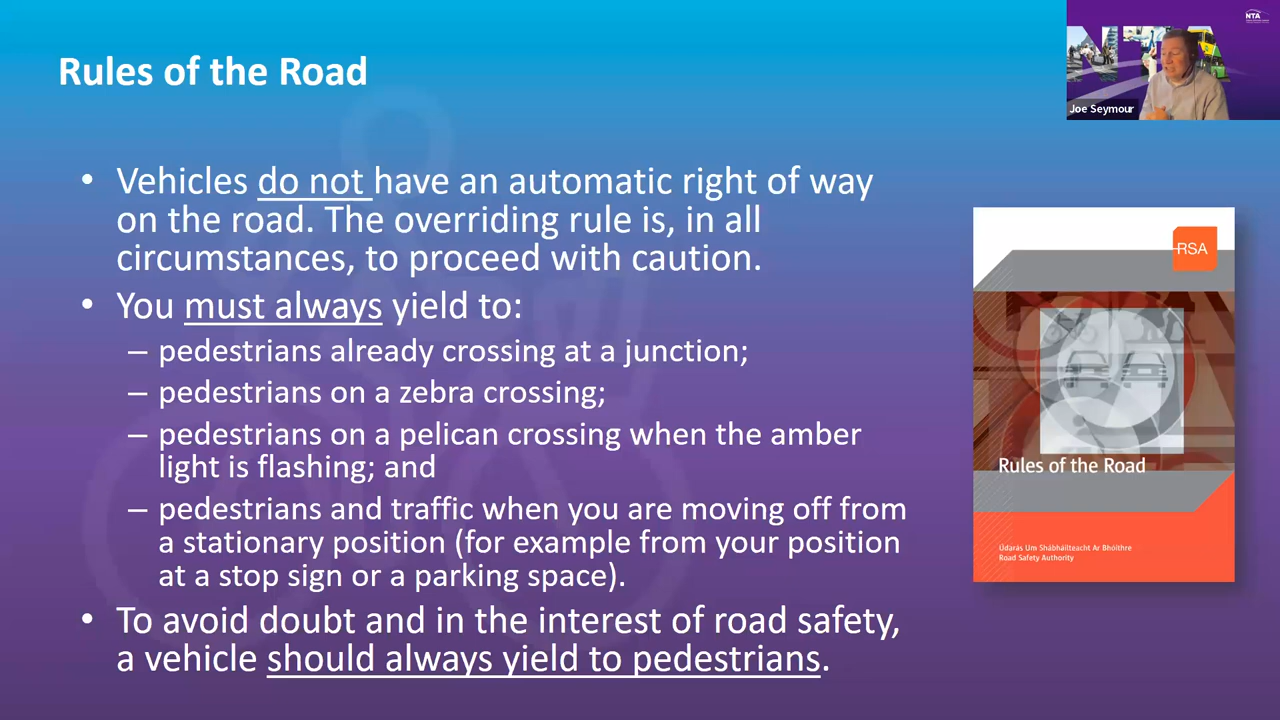 NTA
NTA
Joe Seymour
Rules of the Road
• Vehicles do not have an automatic right of way
on the road. The overriding rule is, in all
circumstances, to proceed with caution.
• You must always yield to:
– pedestrians already crossing at a junction;
– pedestrians on a zebra crossing;
– pedestrians on a pelican crossing when the amber
light is flashing; and
– pedestrians and traffic when you are moving off from
a stationary position (for example from your position
at a stop sign or a parking space).
• To avoid doubt and in the interest of road safety,
a vehicle should always yield to pedestrians.
RSA
Rules of the Road
Údarás Um Shábháilteacht Ar Bhóithre
Road Safety Authority